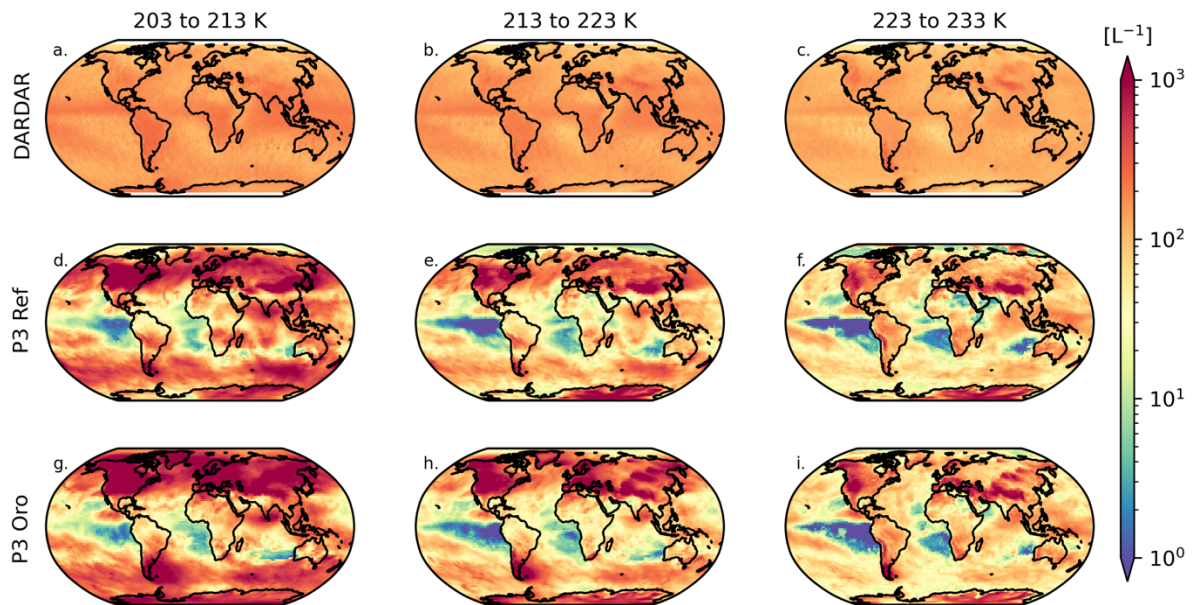 203 to 213 K
213 to 223 K
223 to 233 K
[L⁻¹]
DARDAR
a.
b.
c.
10³
10²
P3 Ref
d.
e.
f.
10¹
P3 Oro
g.
h.
i.
10⁰